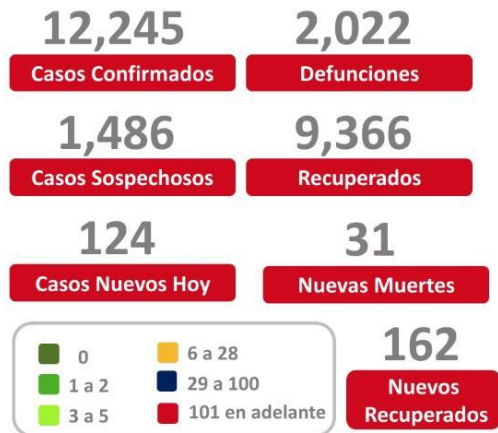 12,245
Casos Confirmados
2,022
Defunciones
1,486
Casos Sospechosos
9,366
Recuperados
124
Casos Nuevos Hoy
31
Nuevas Muertes
0
1 a 2
3 a 5
6 a 28
29 a 100
101 en adelante
162
Nuevos
Recuperados